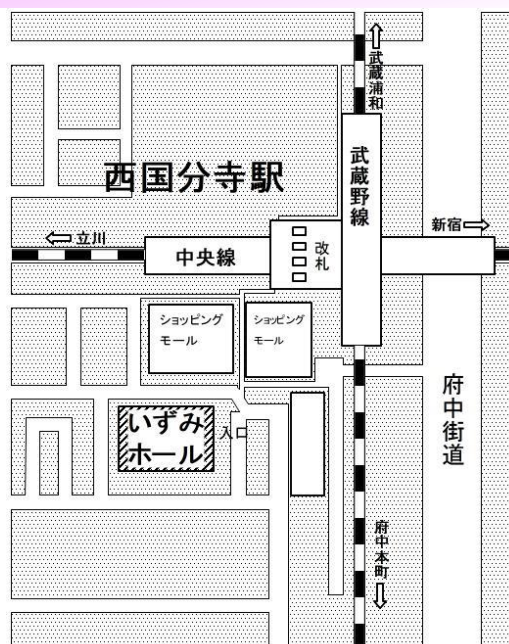 武蔵浦和
武蔵野線
西国分寺駅
新宿
立川
中央線
改札
ショッピング
モール
ショッピング
モール
府中街道
いずみ
ホール
入口
府中本町